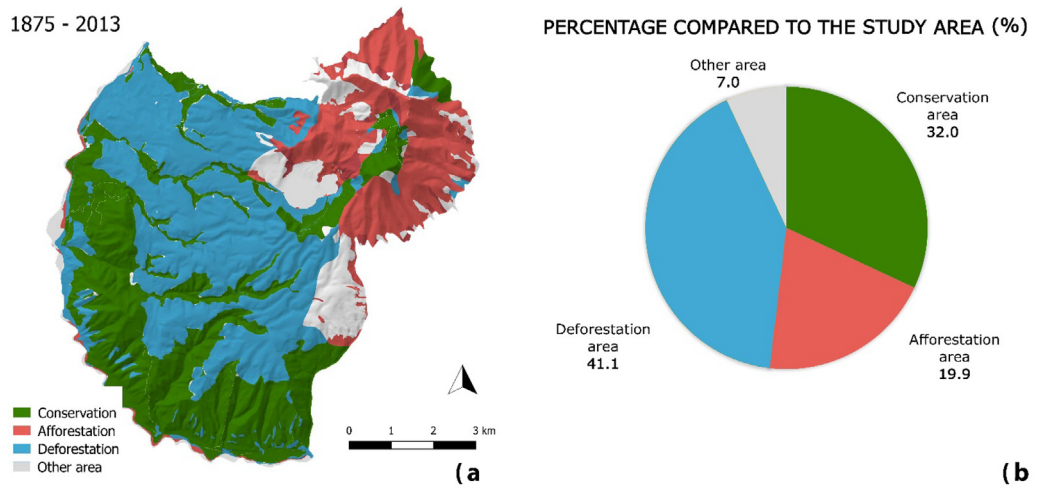 1875 - 2013
Conservation
Afforestation
Deforestation
Other area
0 1 2 3 km
(a
PERCENTAGE COMPARED TO THE STUDY AREA (%)
Other area
7.0
Conservation
area
32.0
Deforestation
area
41.1
Afforestation
area
19.9
(b